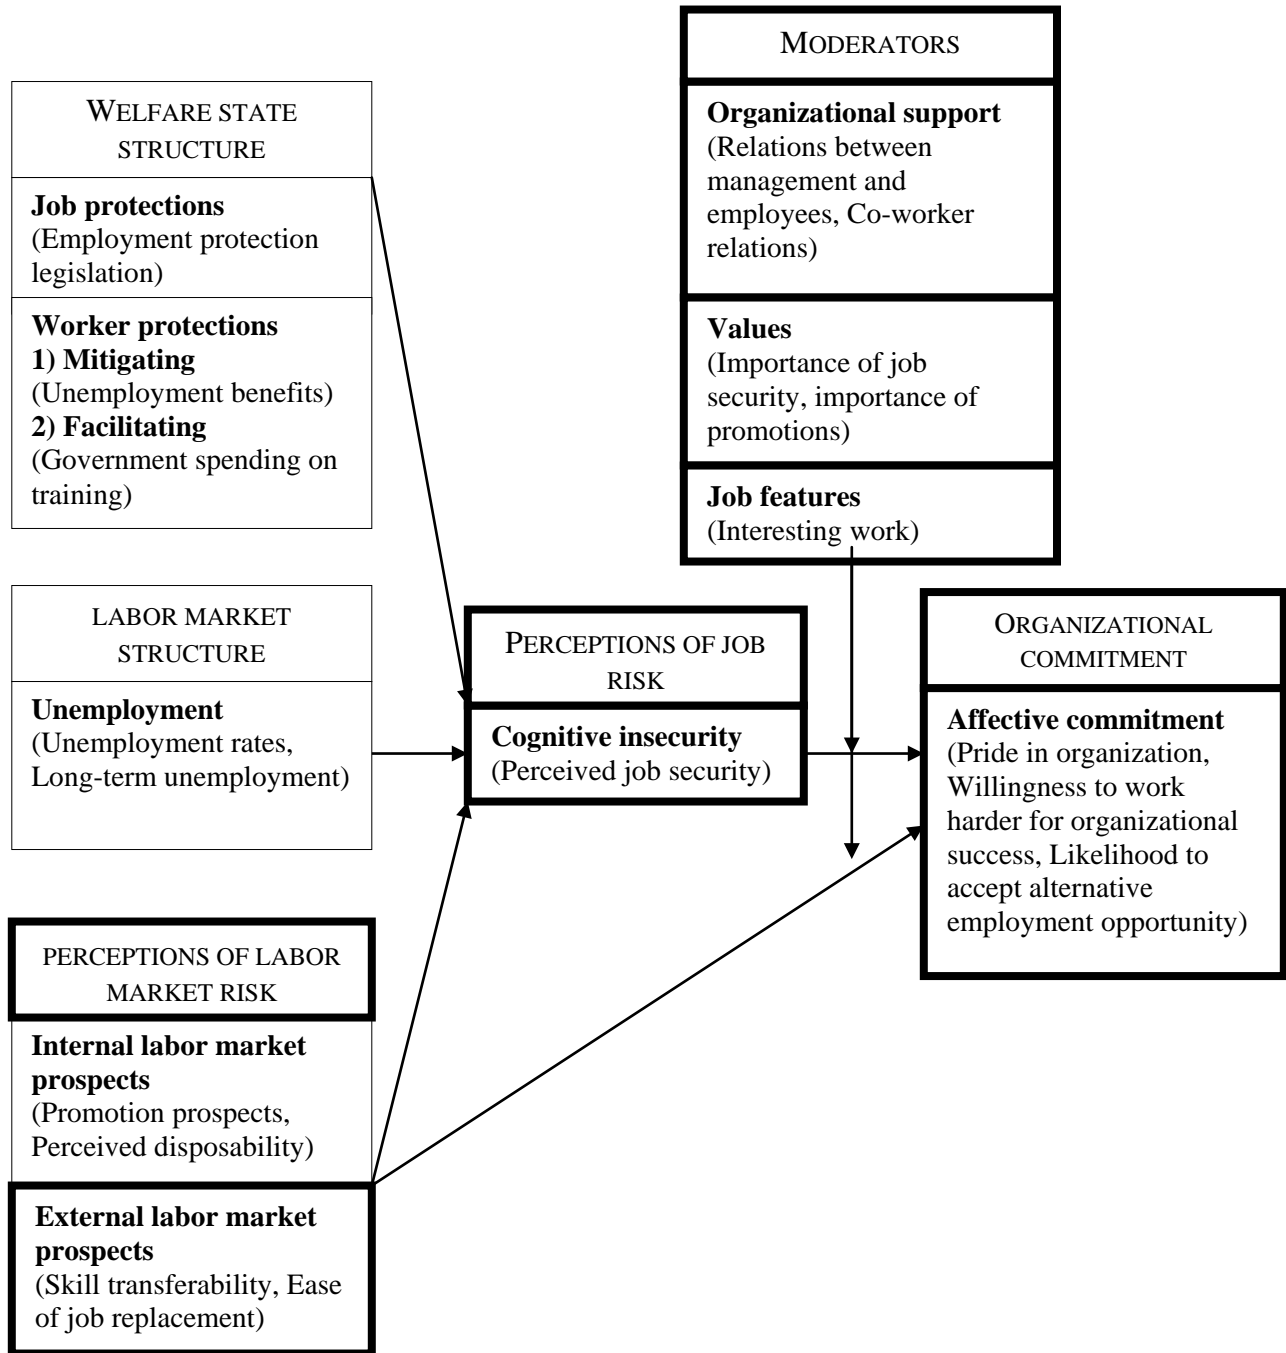 WELFARE STATE
STRUCTURE
Job protections
(Employment protection
legislation)
Worker protections
1) Mitigating
(Unemployment benefits)
2) Facilitating
(Government spending on
training)
LABOR MARKET
STRUCTURE
Unemployment
(Unemployment rates,
Long-term unemployment)
PERCEPTIONS OF LABOR
MARKET RISK
Internal labor market
prospects
(Promotion prospects,
Perceived disposability)
External labor market
prospects
(Skill transferability, Ease
of job replacement)
PERCEPTIONS OF JOB
RISK
Cognitive insecurity
(Perceived job security)
MODERATORS
Organizational support
(Relations between
management and
employees, Co-worker
relations)
Values
(Importance of job
security, importance of
promotions)
Job features
(Interesting work)
ORGANIZATIONAL
COMMITMENT
Affective commitment
(Pride in organization,
Willingness to work
harder for organizational
success, Likelihood to
accept alternative
employment opportunity)